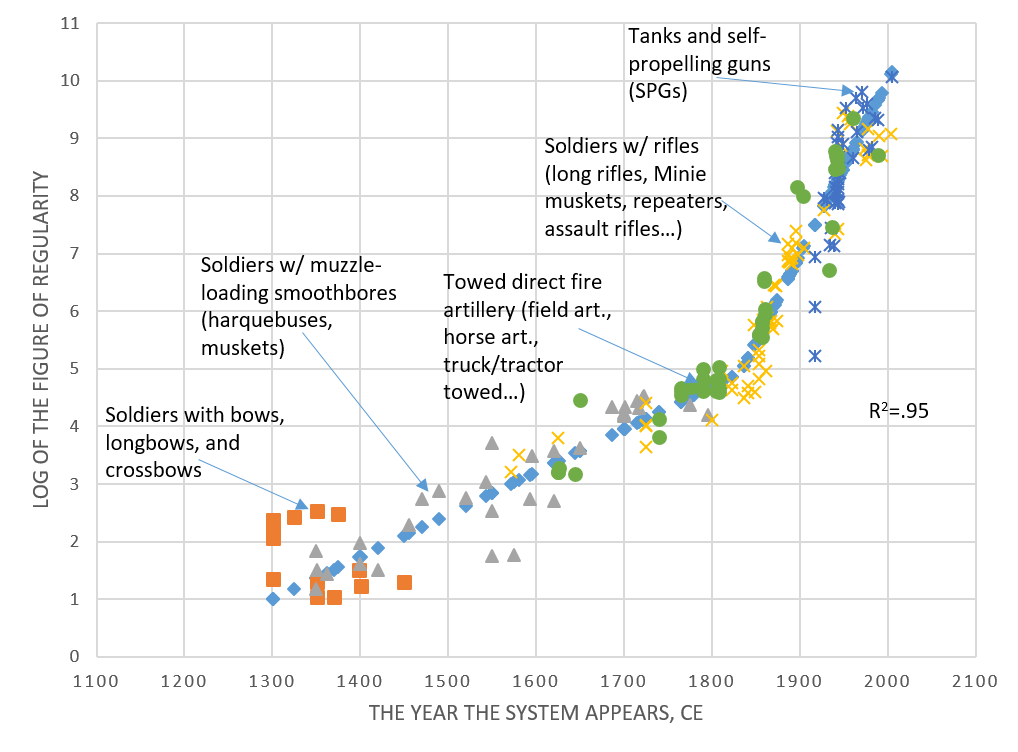 11
10
9
8
7
6
5
4
3
2
1
0
LOG OF THE FIGURE OF REGULARITY
Tanks and self-
propelling guns
(SPGs)
Soldiers w/ rifles
(long rifles, Minie
muskets, repeaters,
assault rifles...)
Soldiers w/ muzzle-
loading smoothbores
(harquebuses,
muskets)
Towed direct fire
artillery (field art.,
horse art.,
truck/tractor
towed...)
Soldiers with bows,
longbows, and
crossbows
R²=.95
1100 1200 1300 1400 1500 1600 1700 1800 1900 2000 2100
THE YEAR THE SYSTEM APPEARS, CE